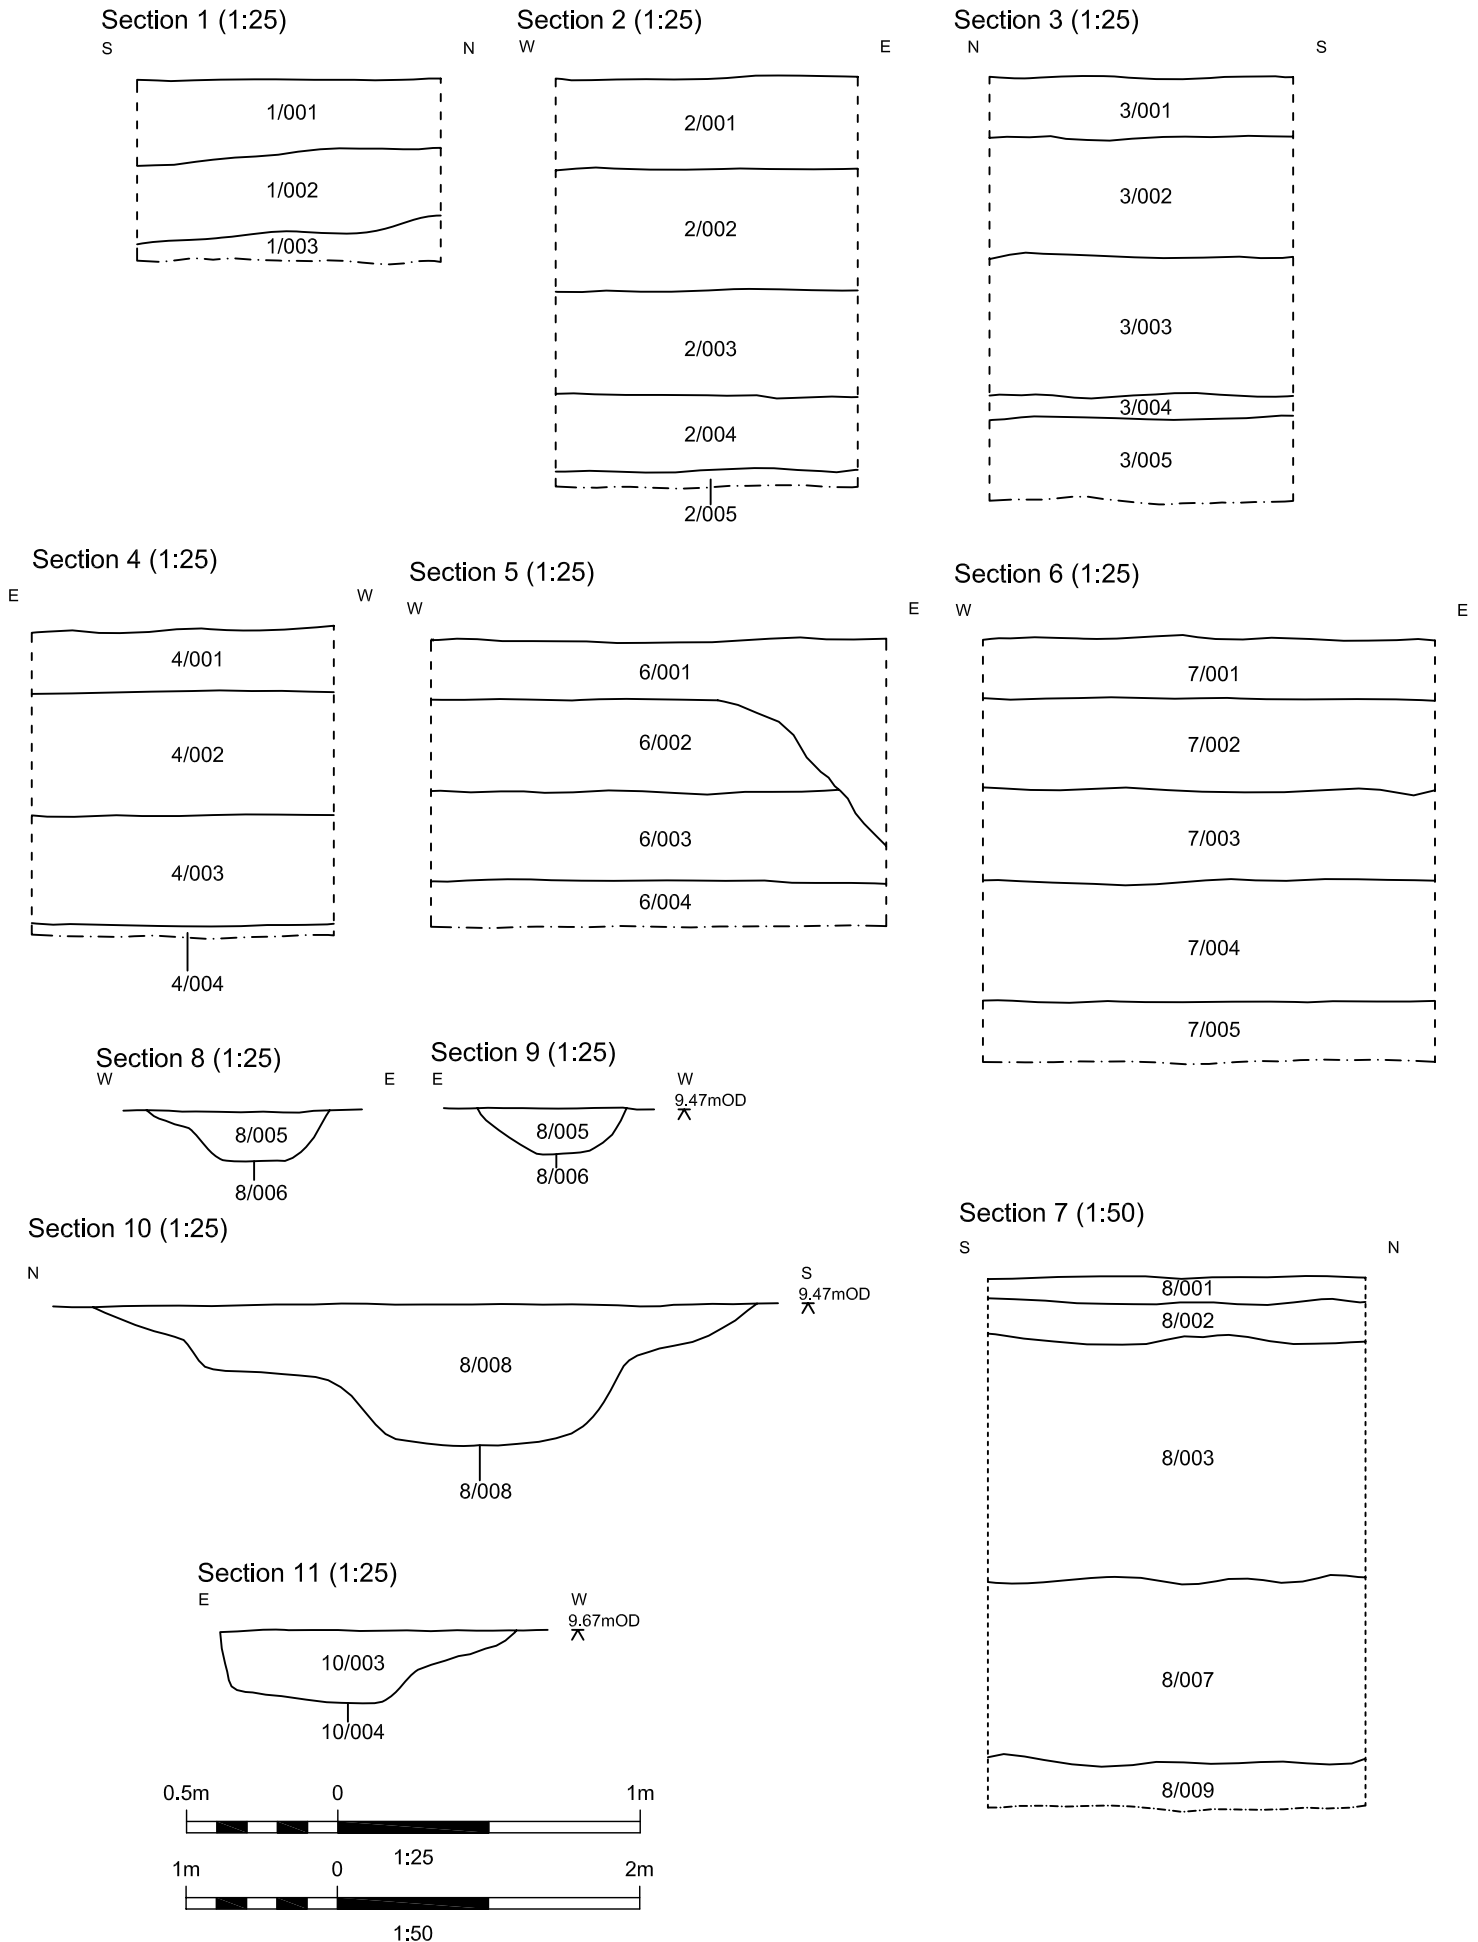 Section 1 (1:25)
S N
1/001
1/002
1/003
Section 2 (1:25)
W E
2/001
2/002
2/003
2/004
2/005
Section 3 (1:25)
N S
3/001
3/002
3/003
3/004
3/005
Section 4 (1:25)
E W
4/001
4/002
4/003
4/004
Section 5 (1:25)
W E
6/001
6/002
6/003
6/004
Section 6 (1:25)
W E
7/001
7/002
7/003
7/004
7/005
Section 8 (1:25)
W E
8/005
8/006
Section 9 (1:25)
E W
9.47mOD
8/005
8/006
Section 10 (1:25)
N S
9.47mOD
8/008
8/008
Section 7 (1:50)
S N
8/001
8/002
8/003
8/007
8/009
Section 11 (1:25)
E W
9.67mOD
10/003
10/004
0.5m 0 1m
1:25
1m 0 2m
1:50